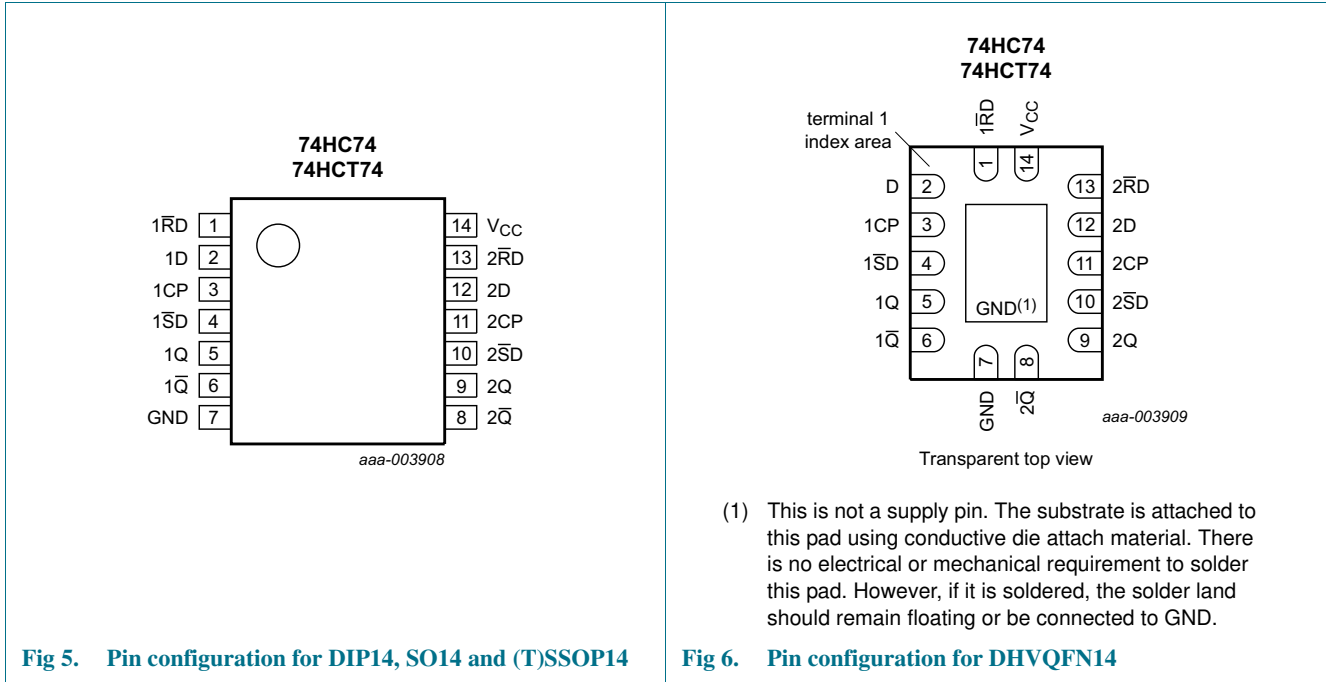 74HC74
74HCT74
1R̅D 1
1D 2
1CP 3
1S̅D 4
1Q 5
1Q̅ 6
GND 7
14 VCC
13 2R̅D
12 2D
11 2CP
10 2S̅D
9 2Q
8 2Q̅
aaa-003908
Fig 5. Pin configuration for DIP14, SO14 and (T)SSOP14
74HC74
74HCT74
terminal 1
index area
1R̅D 1
VCC 14
D 2
1CP 3
1S̅D 4
1Q 5
1Q̅ 6
13 2R̅D
12 2D
11 2CP
10 2S̅D
9 2Q
GND(1)
7 GND
8 2Q̅
aaa-003909
Transparent top view
(1) This is not a supply pin. The substrate is attached to
this pad using conductive die attach material. There
is no electrical or mechanical requirement to solder
this pad. However, if it is soldered, the solder land
should remain floating or be connected to GND.
Fig 6. Pin configuration for DHVQFN14